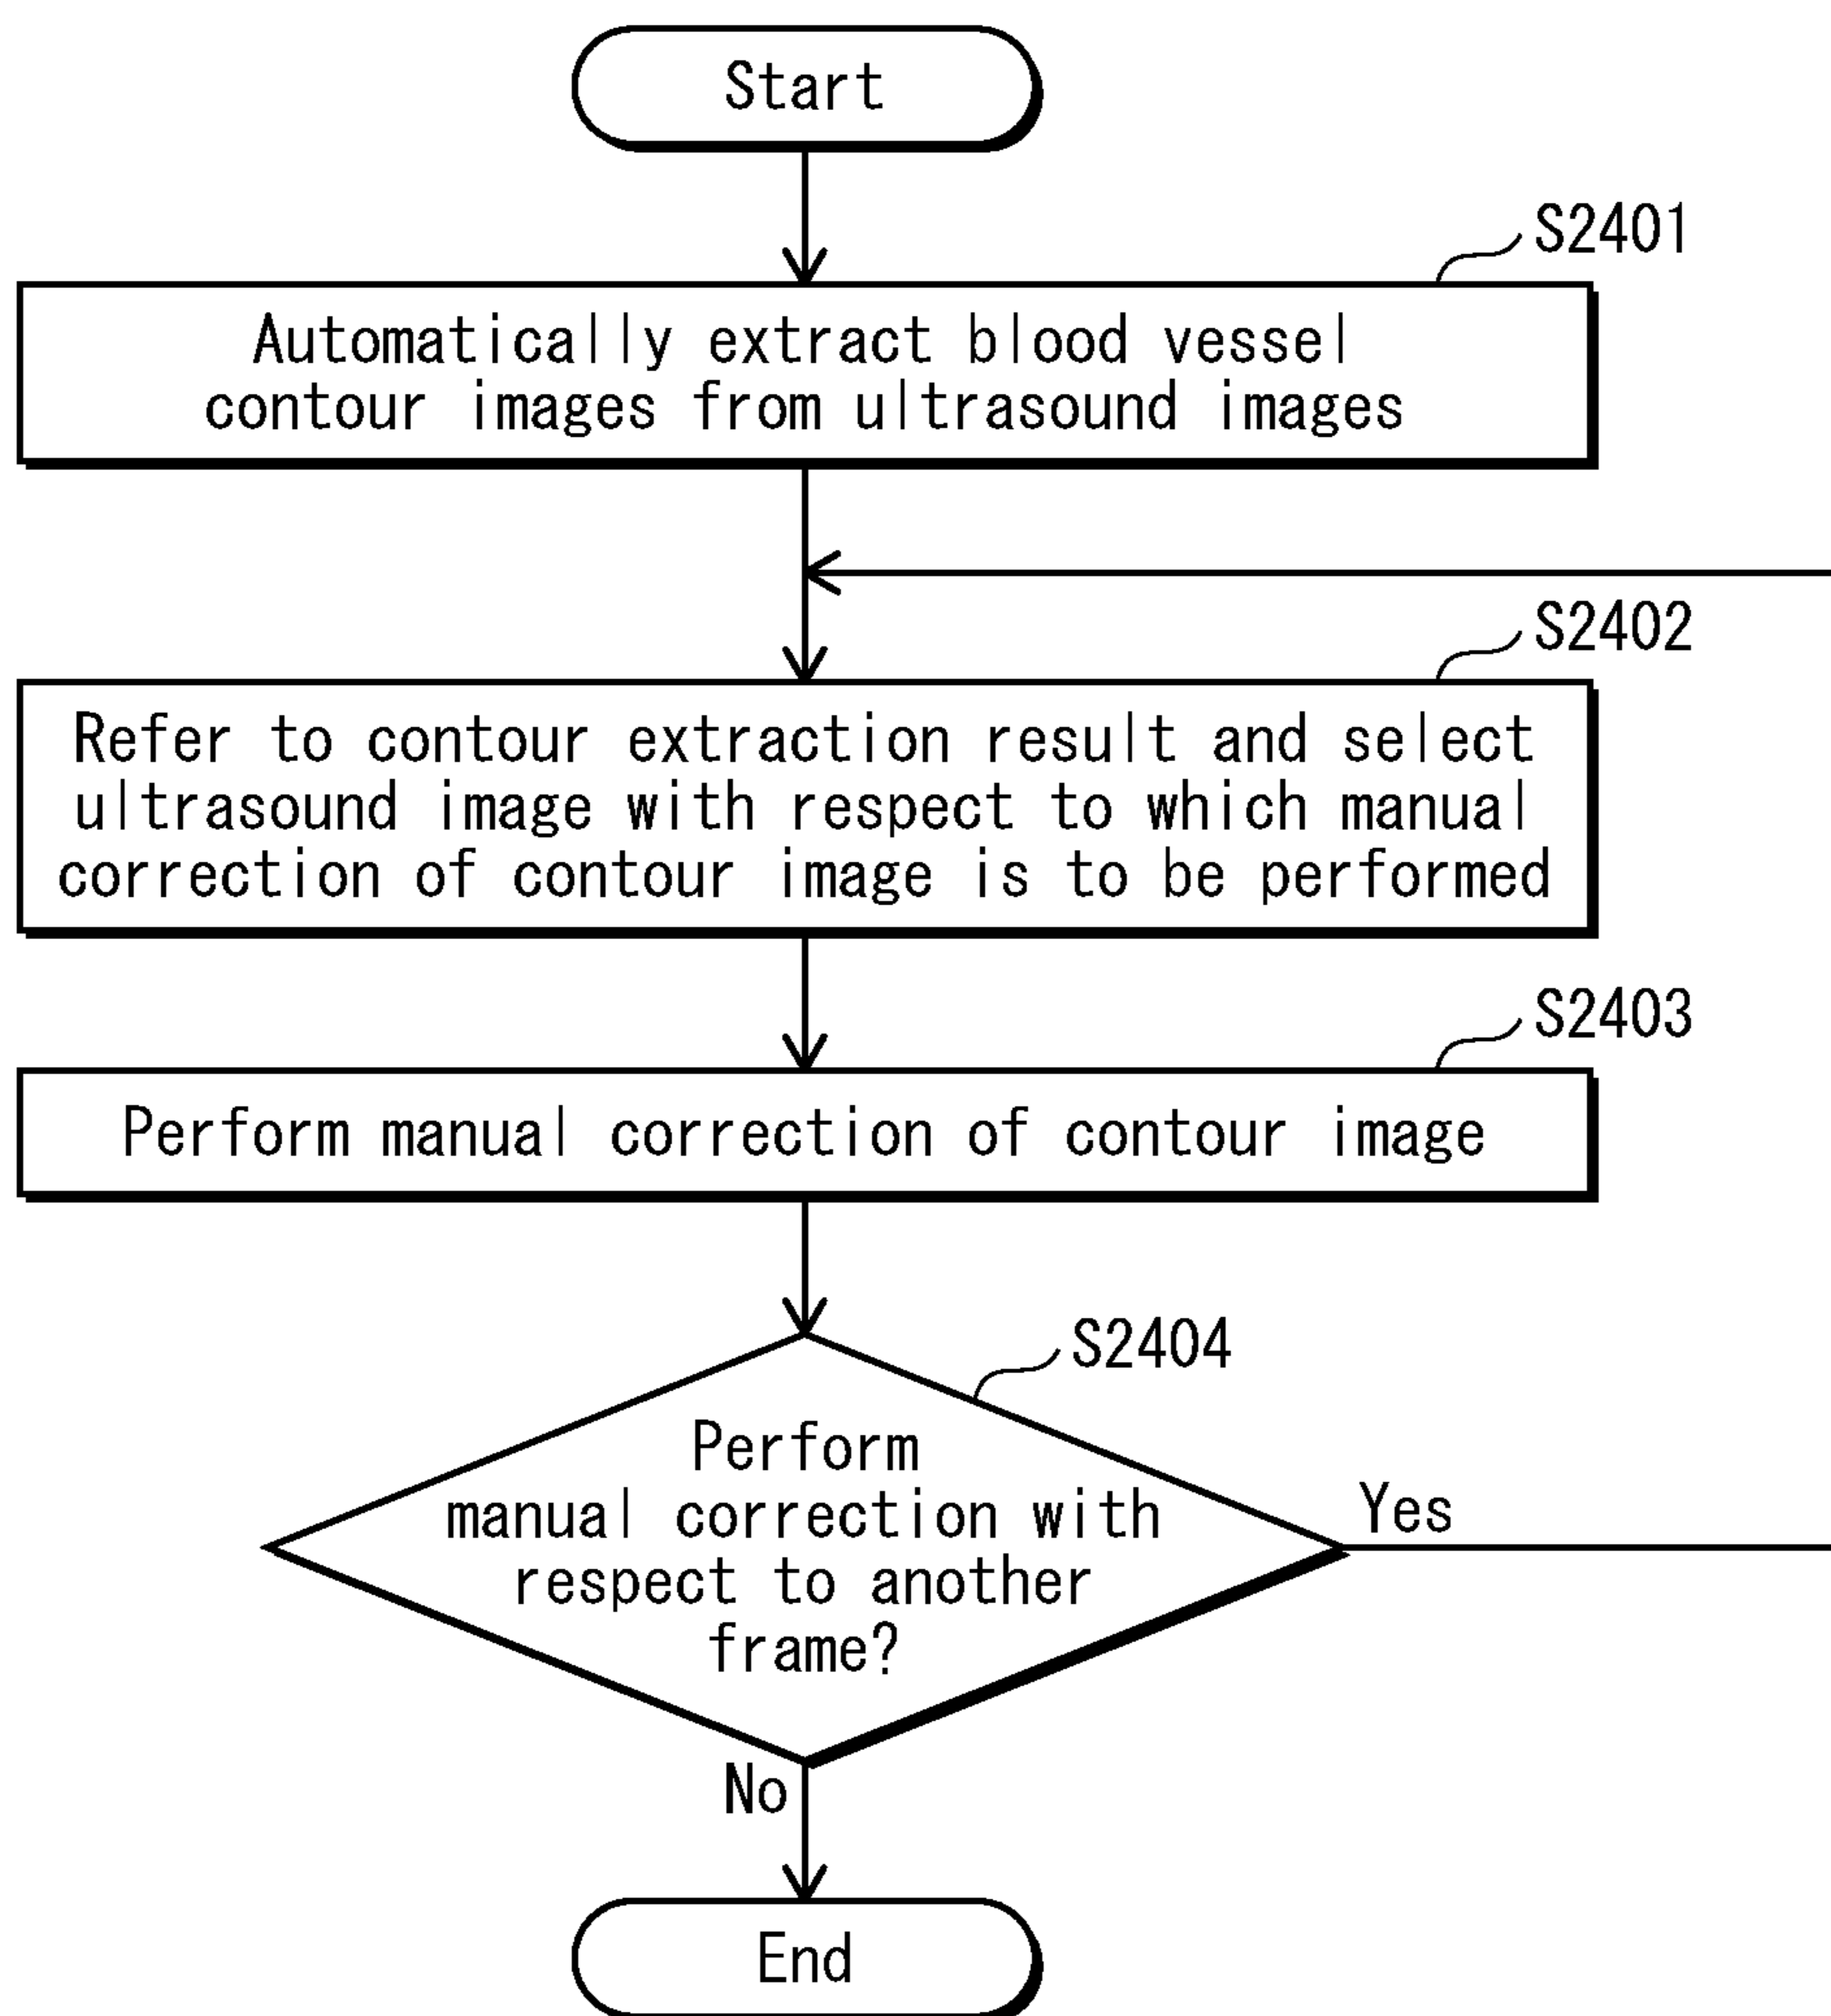 Start
S2401
Automatically extract blood vessel
contour images from ultrasound images
S2402
Refer to contour extraction result and select
ultrasound image with respect to which manual
correction of contour image is to be performed
S2403
Perform manual correction of contour image
S2404
Perform
manual correction with
respect to another
frame?
Yes
No
End